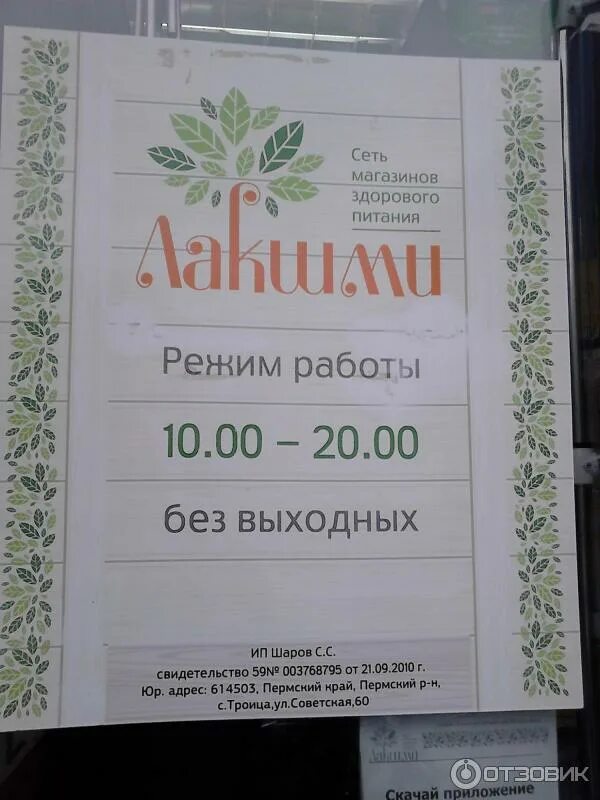 Сеть
магазинов
здорового
питания
Лакшми
Режим работы
10.00 – 20.00
без выходных
ИП Шаров С.С.
свидетельство 59№ 003768795 от 21.09.2010 г.
Юр. адрес: 614503, Пермский край, Пермский р-н,
с.Троица,ул.Советская,60
Лакшми
Скачай приложение
ОТЗОВИК